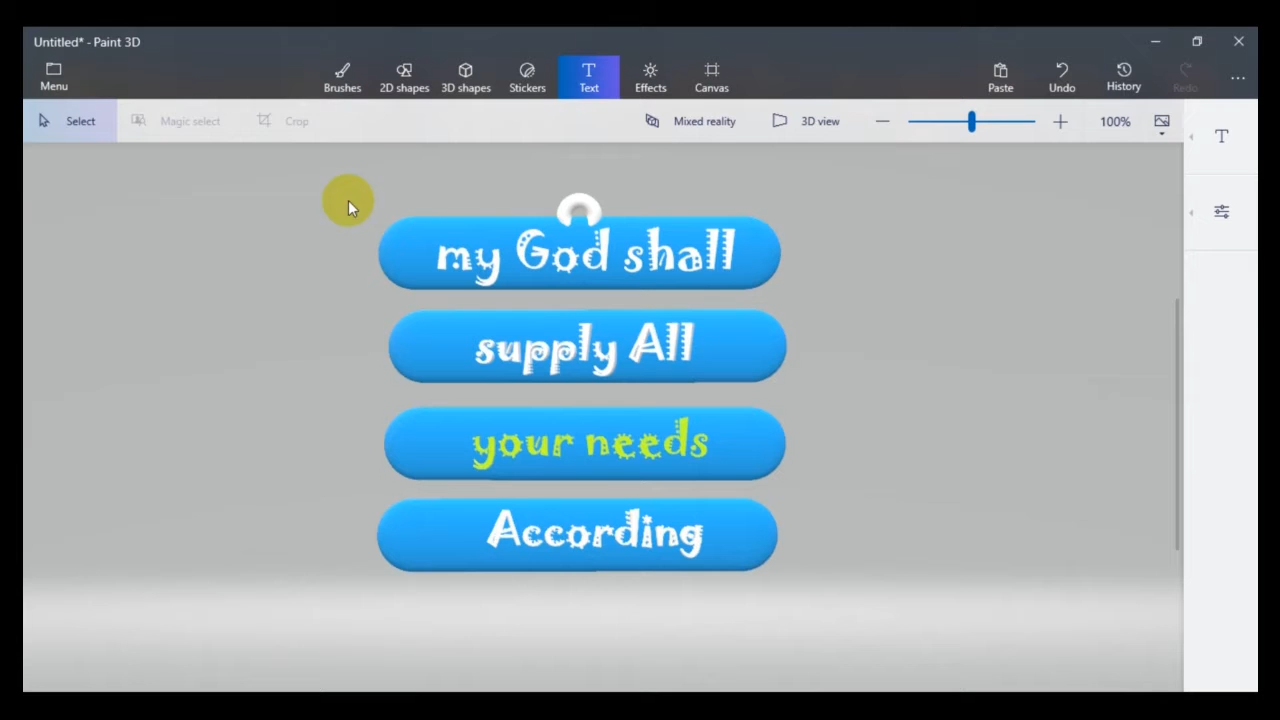 Untitled* - Paint 3D
Menu
Brushes
2D shapes
3D shapes
Stickers
Text
Effects
Canvas
Paste
Undo
History
Redo
Select
Magic select
Crop
Mixed reality
3D view
100%
my God shall
supply All
your needs
According